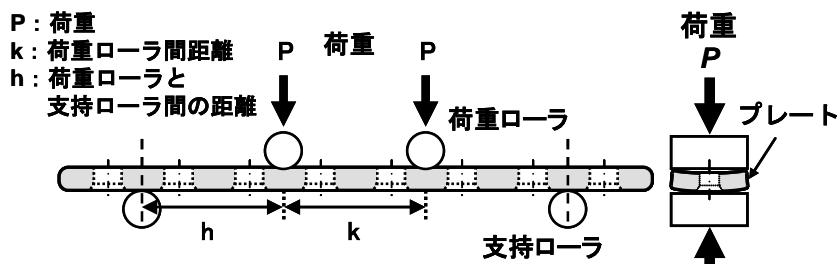 P：荷重
k：荷重ローラ間距離
h：荷重ローラと
支持ローラ間の距離
P 荷重 P
荷重ローラ
h
k
支持ローラ
荷重
P
プレート